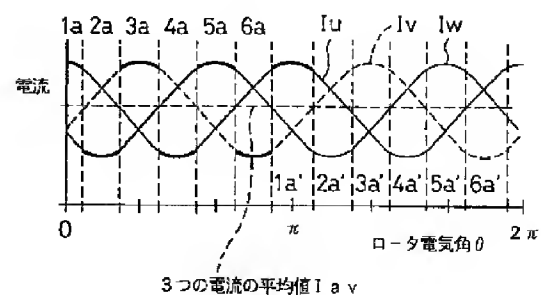 1a 2a 3a 4a 5a 6a Iu Iv Iw
電流
1a' 2a' 3a' 4a' 5a' 6a'
0 π 2π
ロータ電気角θ
3つの電流の平均値Iav